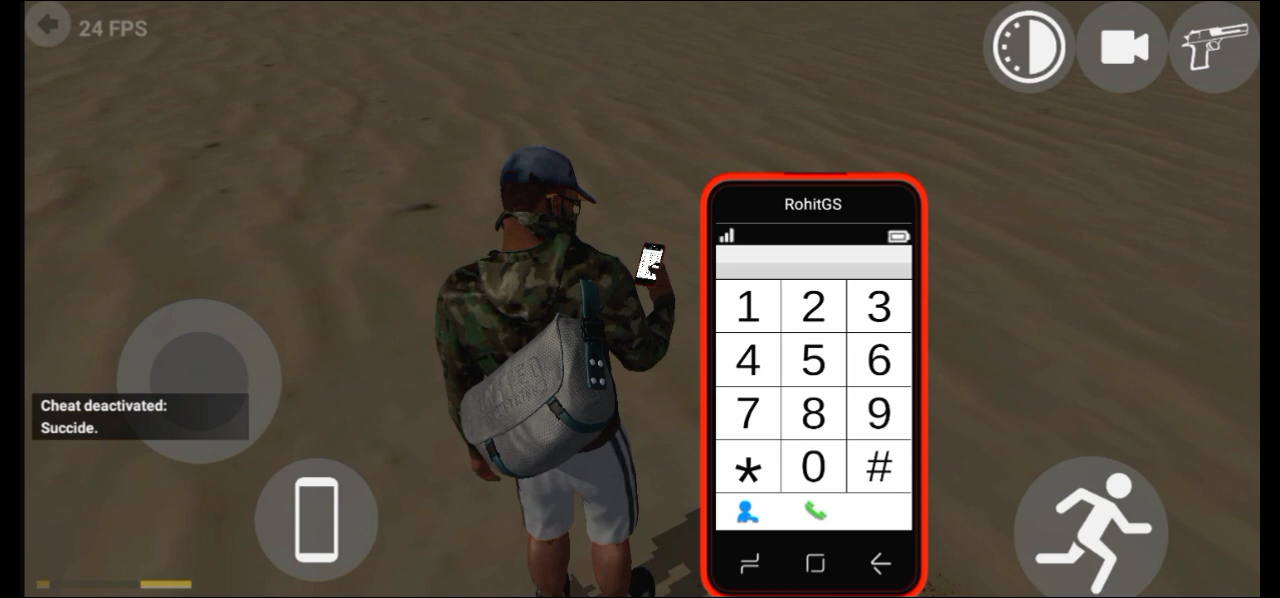 24 FPS
RohitGS
1 2 3
4 5 6
7 8 9
* 0 #
Cheat deactivated:
Succide.